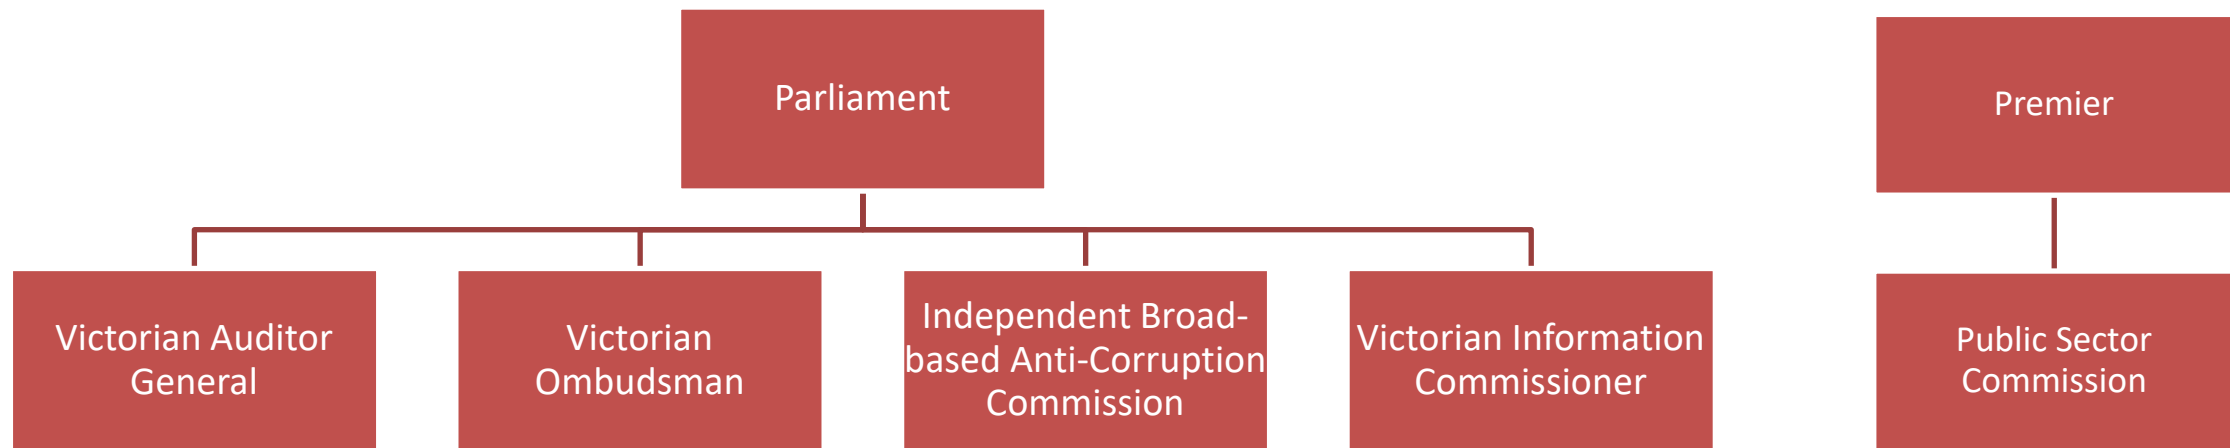 Parliament
Premier
Victorian Auditor
General
Victorian
Ombudsman
Independent Broad-
based Anti-Corruption
Commission
Victorian Information
Commissioner
Public Sector
Commission